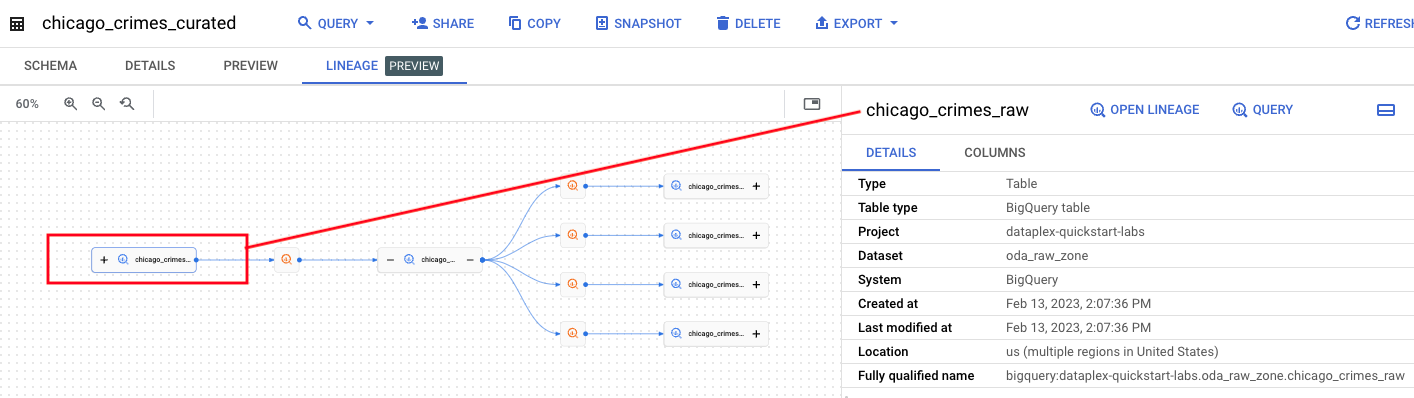 chicago_crimes_curated QUERY SHARE COPY SNAPSHOT DELETE EXPORT REFRESH
SCHEMA DETAILS PREVIEW LINEAGE PREVIEW
60%
chicago_crimes...
chicago_...
chicago_crimes...
chicago_crimes...
chicago_crimes...
chicago_crimes...
chicago_crimes_raw OPEN LINEAGE QUERY
DETAILS COLUMNS
Type Table
Table type BigQuery table
Project dataplex-quickstart-labs
Dataset oda_raw_zone
System BigQuery
Created at Feb 13, 2023, 2:07:36 PM
Last modified at Feb 13, 2023, 2:07:36 PM
Location us (multiple regions in United States)
Fully qualified name bigquery:dataplex-quickstart-labs.oda_raw_zone.chicago_crimes_raw